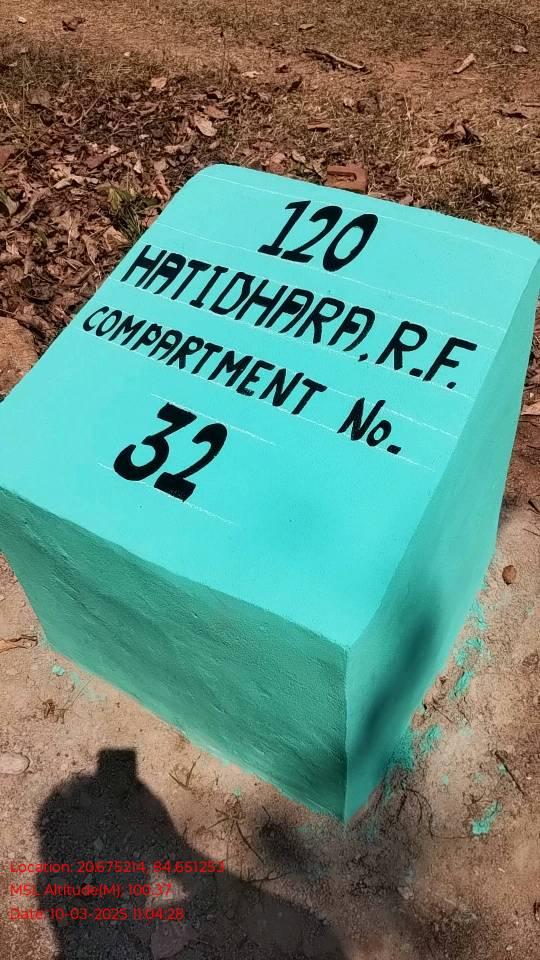 120
HATIDHARA, R.F.
COMPARTMENT No.
32
Location: 20.675214, 84.651253
MSL Altitude(M): 100.37
Date: 10-03-2025 11:04:28